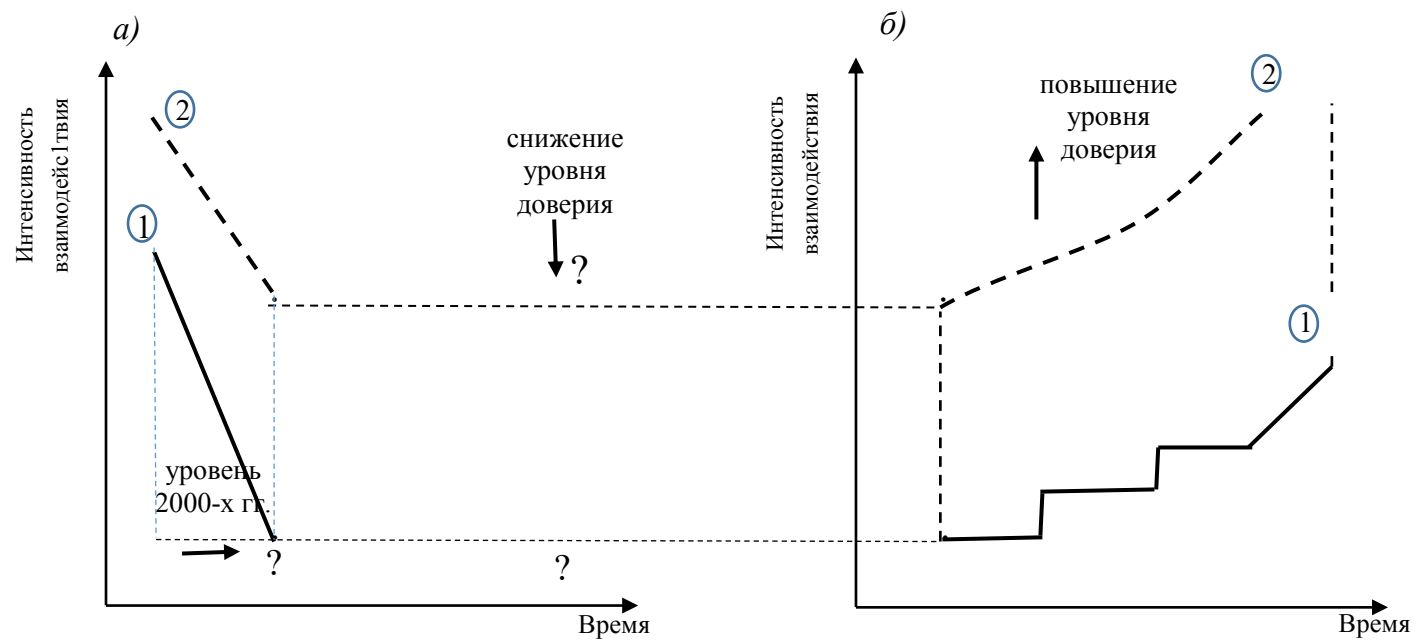 а)
Интенсивность
взаимодейс1твия
2
1
снижение
уровня
доверия
?
уровень
2000-х гг.
?
?
Время
б)
Интенсивность
взаимодействия
повышение
уровня
доверия
2
1
Время